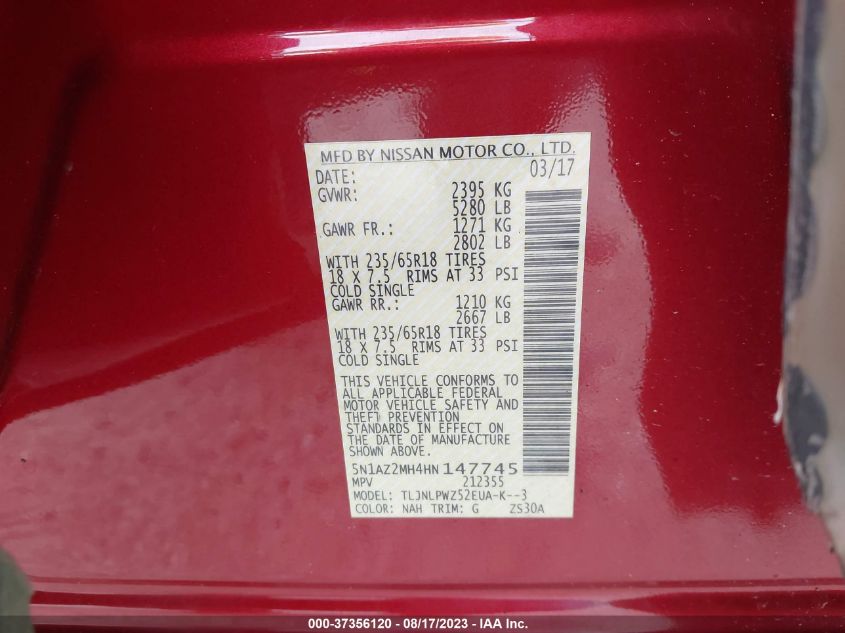 MFD BY NISSAN MOTOR CO., LTD.
DATE: 03/17
GVWR: 2395 KG
5280 LB
GAWR FR.: 1271 KG
2802 LB
WITH 235/65R18 TIRES
18 X 7.5 RIMS AT 33 PSI
COLD SINGLE
GAWR RR.: 1210 KG
2667 LB
WITH 235/65R18 TIRES
18 X 7.5 RIMS AT 33 PSI
COLD SINGLE
THIS VEHICLE CONFORMS TO
ALL APPLICABLE FEDERAL
MOTOR VEHICLE SAFETY AND
THEFT PREVENTION
STANDARDS IN EFFECT ON
THE DATE OF MANUFACTURE
SHOWN ABOVE.
5N1AZ2MH4HN147745
MPV 212355
MODEL: TLJNLPWZ52EUA-K--3
COLOR: NAH TRIM: G ZS30A
000-37356120 - 08/17/2023 - IAA Inc.